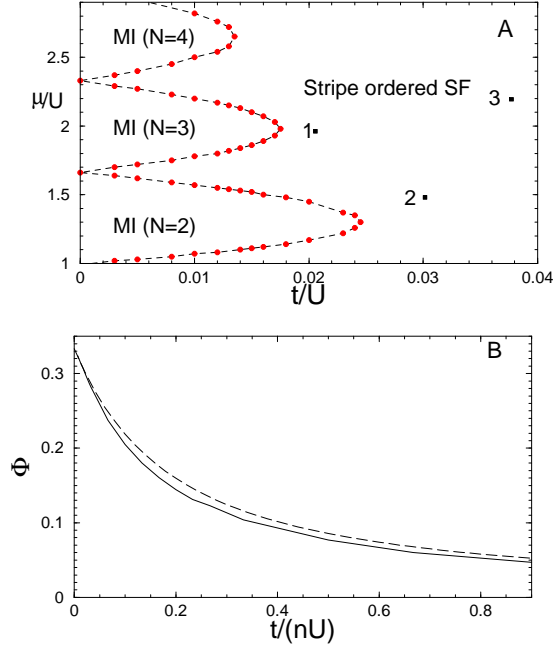 A
MI (N=4)
2.5
Stripe ordered SF
3
μ/U
2
MI (N=3)
1
1.5
2
MI (N=2)
1
0
0.01
0.02
0.03
0.04
t/U
B
0.3
0.2
Φ
0.1
0
0
0.2
0.4
0.6
0.8
t/(nU)